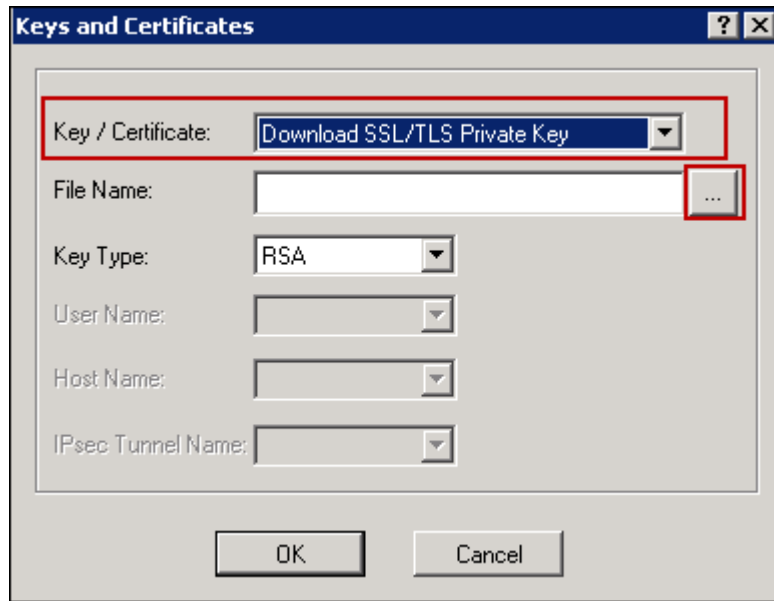 Keys and Certificates
Key / Certificate: Download SSL/TLS Private Key
File Name: ...
Key Type: RSA
User Name:
Host Name:
IPsec Tunnel Name:
OK Cancel